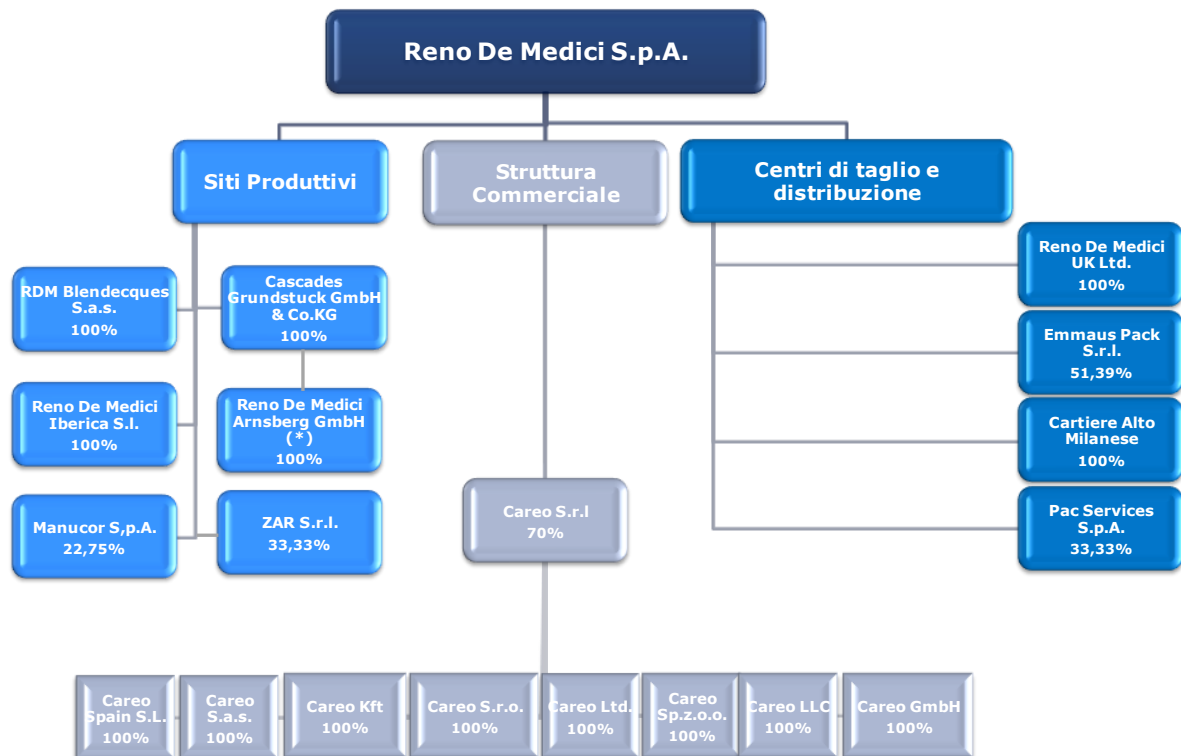 Reno De Medici S.p.A.
Siti Produttivi
Struttura
Commerciale
Centri di taglio e
distribuzione
RDM Blendecques
S.a.s.
100%
Cascades
Grundstuck GmbH
& Co.KG
100%
Reno De Medici
Iberica S.l.
100%
Reno De Medici
Arnsberg GmbH
(*)
100%
Manucor S,p.A.
22,75%
ZAR S.r.l.
33,33%
Careo S.r.l
70%
Reno De Medici
UK Ltd.
100%
Emmaus Pack
S.r.l.
51,39%
Cartiere Alto
Milanese
100%
Pac Services
S.p.A.
33,33%
Careo
Spain S.L.
100%
Careo
S.a.s.
100%
Careo Kft
100%
Careo S.r.o.
100%
Careo Ltd.
100%
Careo
Sp.z.o.o.
100%
Careo LLC
100%
Careo GmbH
100%